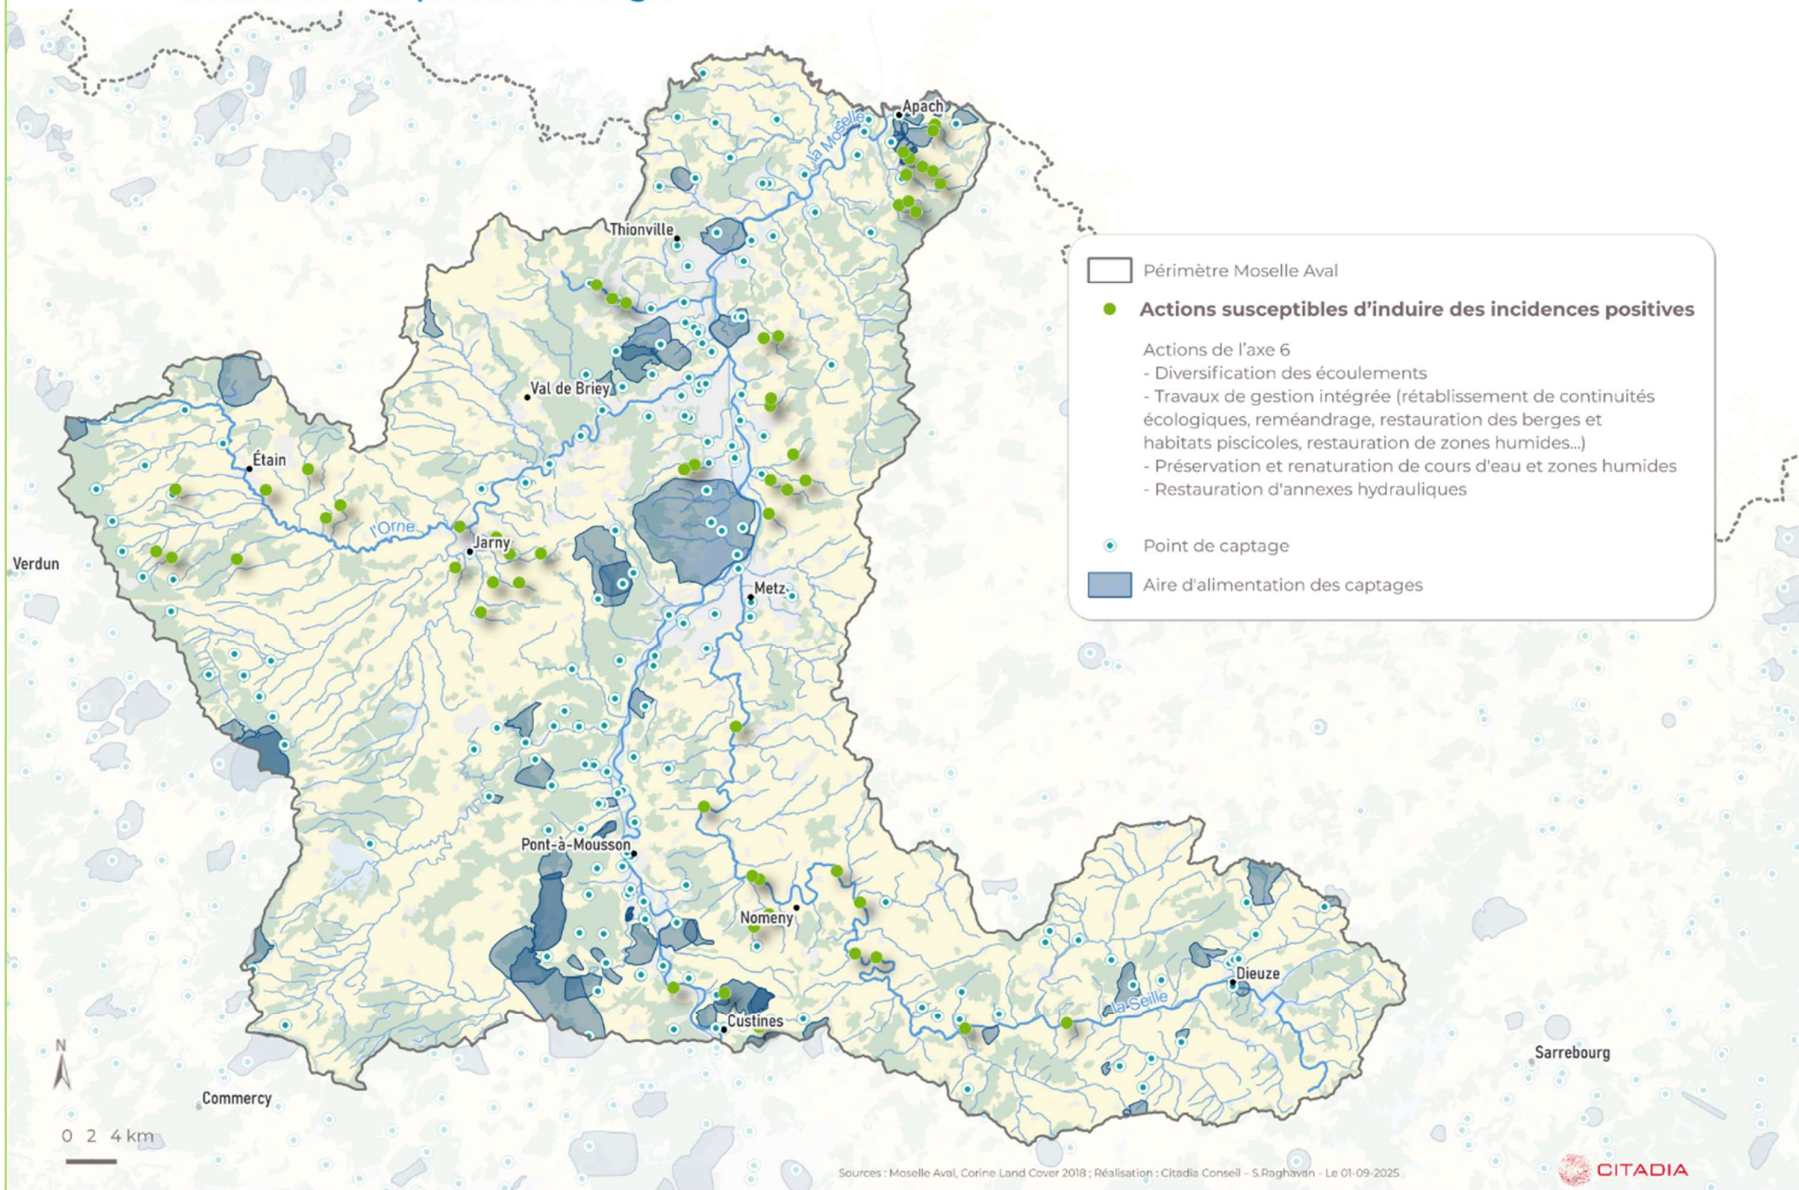 Apach
la Moselle
Thionville
Périmètre Moselle Aval
Actions susceptibles d'induire des incidences positives
Actions de l'axe 6
- Diversification des écoulements
- Travaux de gestion intégrée (rétablissement de continuités
écologiques, reméandrage, restauration des berges et
habitats piscicoles, restauration de zones humides...)
- Préservation et renaturation de cours d'eau et zones humides
- Restauration d'annexes hydrauliques
Point de captage
Aire d'alimentation des captages
Val de Briey
Étain
l'Orne
Jarny
Verdun
Metz
Pont-à-Mousson
Nomeny
Dieuze
la Seille
Custines
N
Sarrebourg
Commercy
0 2 4 km
Sources : Moselle Aval, Corine Land Cover 2018 ; Réalisation : Citadia Conseil – S.Raghavan - Le 01-09-2025
CITADIA